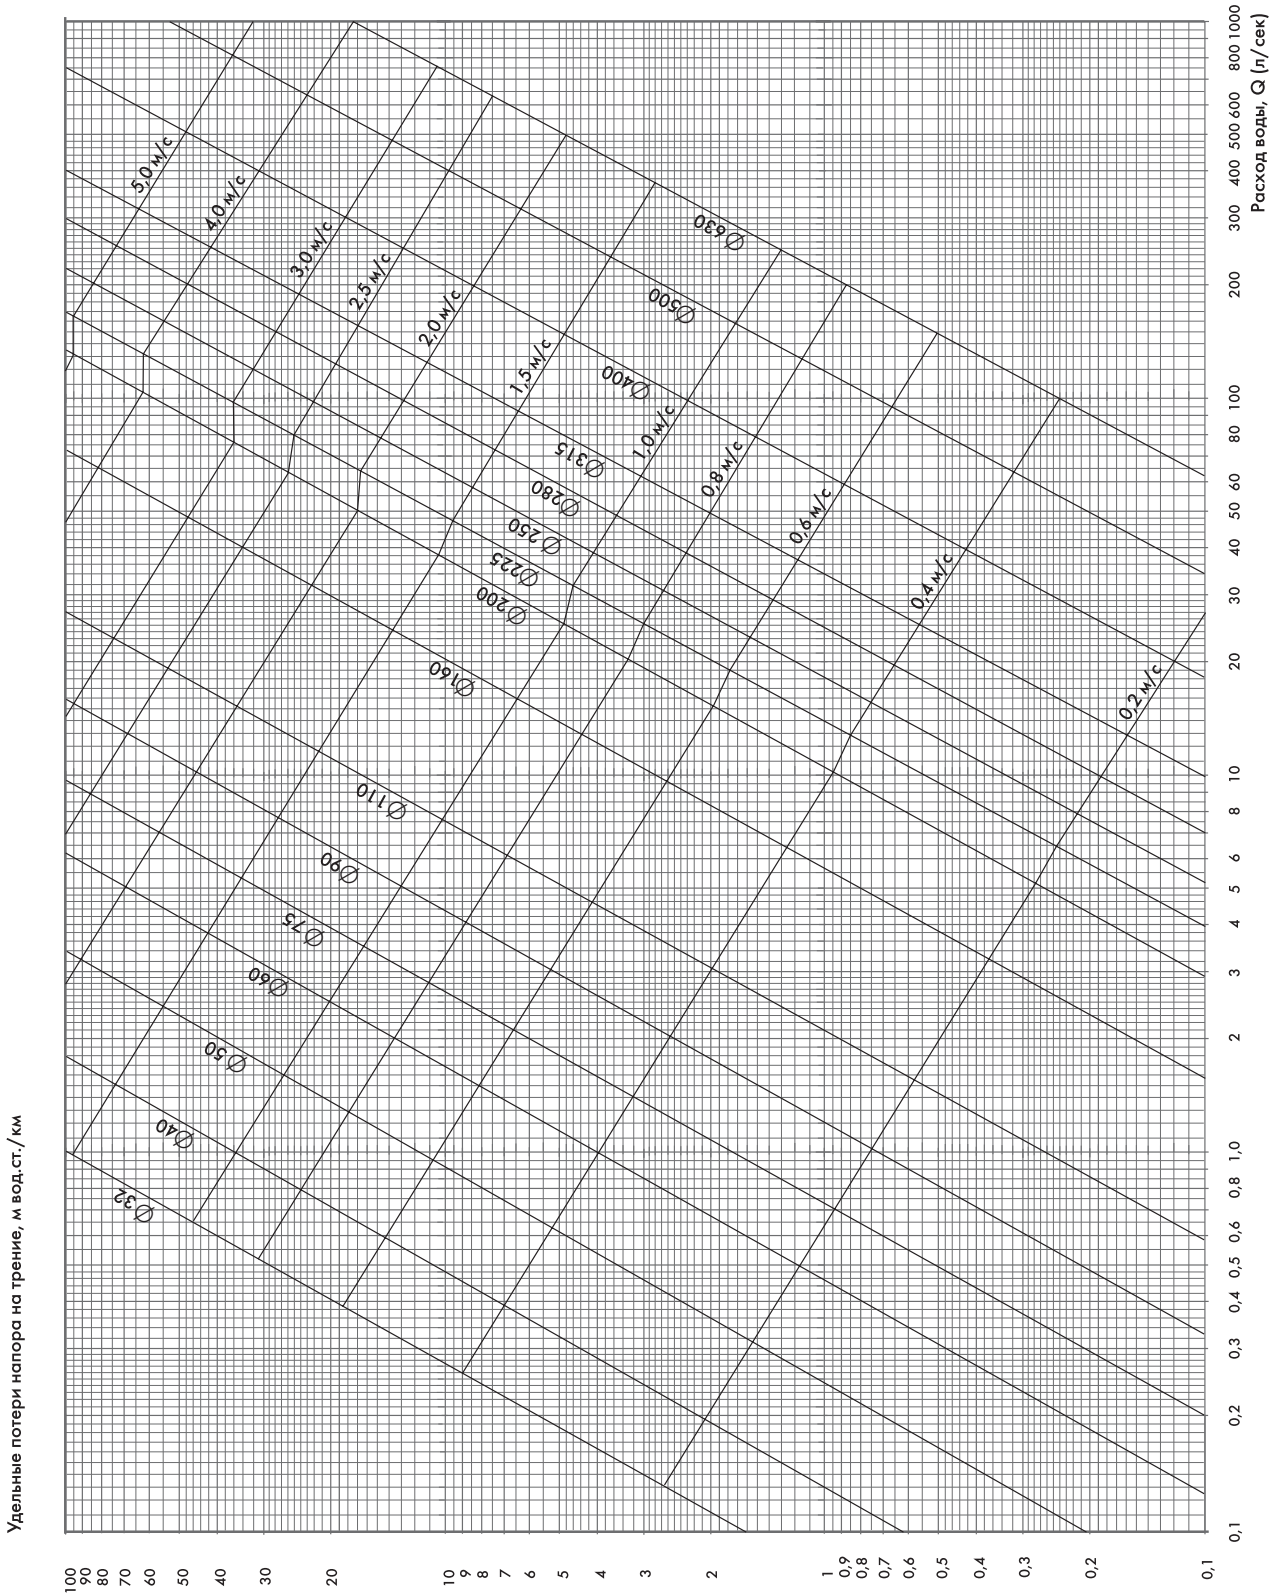 Удельные потери напора на трение, м вод.ст./км
100
90
80
70
60
50
40
30
20
10
9
8
7
6
5
4
3
2
1
0,9
0,8
0,7
0,6
0,5
0,4
0,3
0,2
0,1
Ø32
Ø40
Ø50
Ø60
Ø75
Ø90
Ø110
Ø160
Ø200
Ø225
Ø250
Ø280
Ø315
Ø400
Ø500
Ø630
5,0 м/с
4,0 м/с
3,0 м/с
2,5 м/с
2,0 м/с
1,5 м/с
1,0 м/с
0,8 м/с
0,6 м/с
0,4 м/с
0,2 м/с
0,1
0,2
0,3
0,4
0,5
0,6
0,8
1,0
2
3
4
5
6
8
10
20
30
40
50
60
80
100
200
300
400
500
600
800
1000
Расход воды, Q (л/сек)